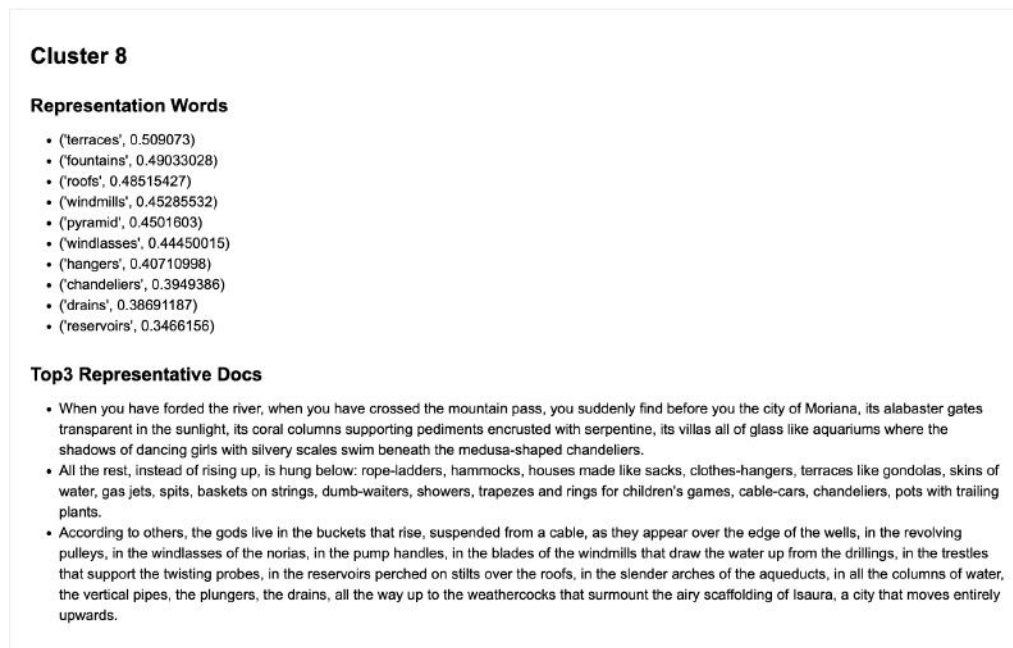 Cluster 8
Representation Words
• ('terraces', 0.509073)
• ('fountains', 0.49033028)
• ('roofs', 0.48515427)
• ('windmills', 0.45285532)
• ('pyramid', 0.4501603)
• ('windlasses', 0.44450015)
• ('hangers', 0.40710998)
• ('chandeliers', 0.3949386)
• ('drains', 0.38691187)
• ('reservoirs', 0.3466156)
Top3 Representative Docs
• When you have forded the river, when you have crossed the mountain pass, you suddenly find before you the city of Moriana, its alabaster gates
transparent in the sunlight, its coral columns supporting pediments encrusted with serpentine, its villas all of glass like aquariums where the
shadows of dancing girls with silvery scales swim beneath the medusa-shaped chandeliers.
• All the rest, instead of rising up, is hung below: rope-ladders, hammocks, houses made like sacks, clothes-hangers, terraces like gondolas, skins of
water, gas jets, spits, baskets on strings, dumb-waiters, showers, trapezes and rings for children's games, cable-cars, chandeliers, pots with trailing
plants.
• According to others, the gods live in the buckets that rise, suspended from a cable, as they appear over the edge of the wells, in the revolving
pulleys, in the windlasses of the norias, in the pump handles, in the blades of the windmills that draw the water up from the drillings, in the trestles
that support the twisting probes, in the reservoirs perched on stilts over the roofs, in the slender arches of the aqueducts, in all the columns of water,
the vertical pipes, the plungers, the drains, all the way up to the weathercocks that surmount the airy scaffolding of Isaura, a city that moves entirely
upwards.